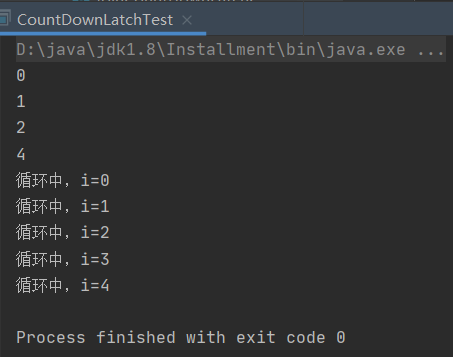 CountDownLatchTest
D:\java\jdk1.8\Installment\bin\java.exe ...
0
1
2
4
循环中，i=0
循环中，i=1
循环中，i=2
循环中，i=3
循环中，i=4
Process finished with exit code 0